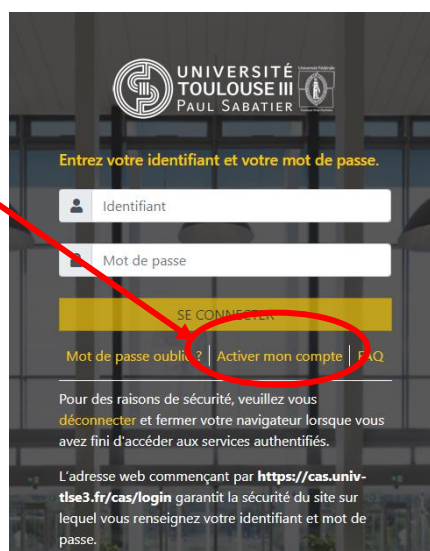 UNIVERSITÉ
TOULOUSE III
PAUL SABATIER
Entrez votre identifiant et votre mot de passe.
Identifiant
Mot de passe
SE CONNECTER
Mot de passe oublié ? | Activer mon compte | FAQ
Pour des raisons de sécurité, veuillez vous
déconnecter et fermer votre navigateur lorsque vous
avez fini d'accéder aux services authentifiés.
L'adresse web commençant par https://cas.univ-
tlse3.fr/cas/login garantit la sécurité du site sur
lequel vous renseignez votre identifiant et mot de
passe.